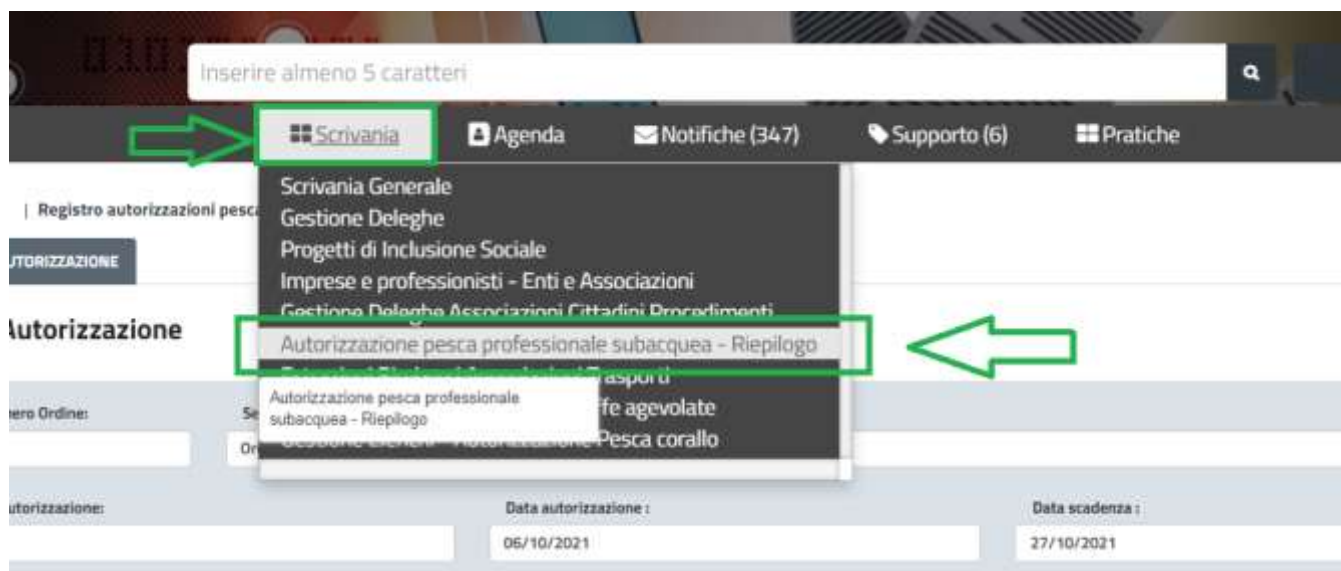 Inserire almeno 5 caratteri
Scrivania Agenda Notifiche (347) Supporto (6) Pratiche
Scrivania Generale
| Registro autorizzazioni
Gestione Deleghe
Progetti di Inclusione Sociale
Imprese e professionisti - Enti e Associazioni
Gestione Deleghe Associazioni Cittadini Procedimenti
Autorizzazione
Autorizzazione pesca professionale subacquea - Riepilogo
Trasporti
Autorizzazione pesca professionale
subacquea - Riepilogo
agevolate
Pesca corallo
Ordine:
Data autorizzazione :
Data scadenza :
06/10/2021
27/10/2021